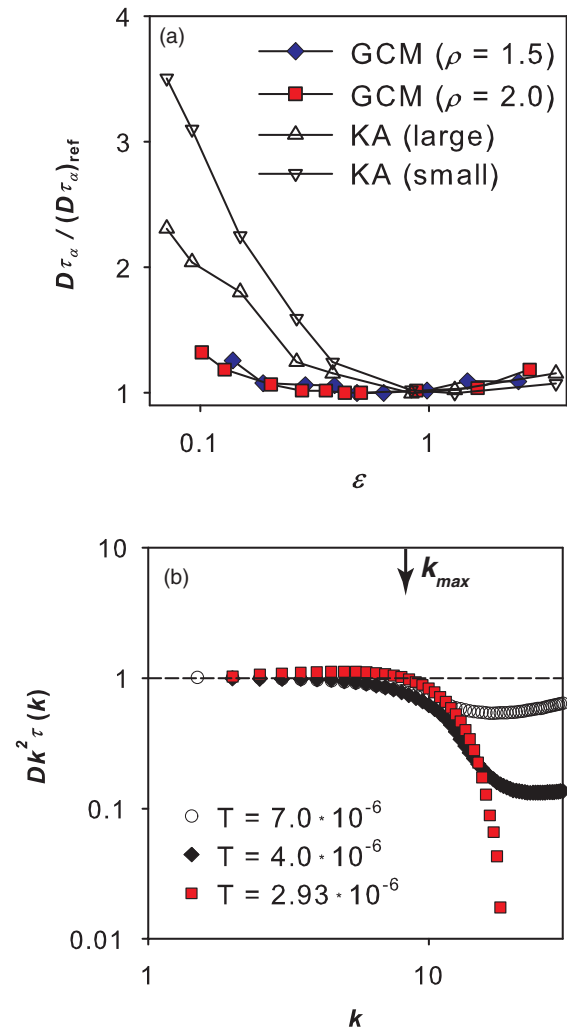 4
(a)
GCM (ρ = 1.5)
GCM (ρ = 2.0)
KA (large)
KA (small)
3
2
1
Dτα / (Dτα)ref
0.1 1
ε
10
(b)
kmax
1
0.1
T = 7.0 * 10⁻⁶
T = 4.0 * 10⁻⁶
T = 2.93 * 10⁻⁶
0.01
Dk² τ (k)
1 10
k